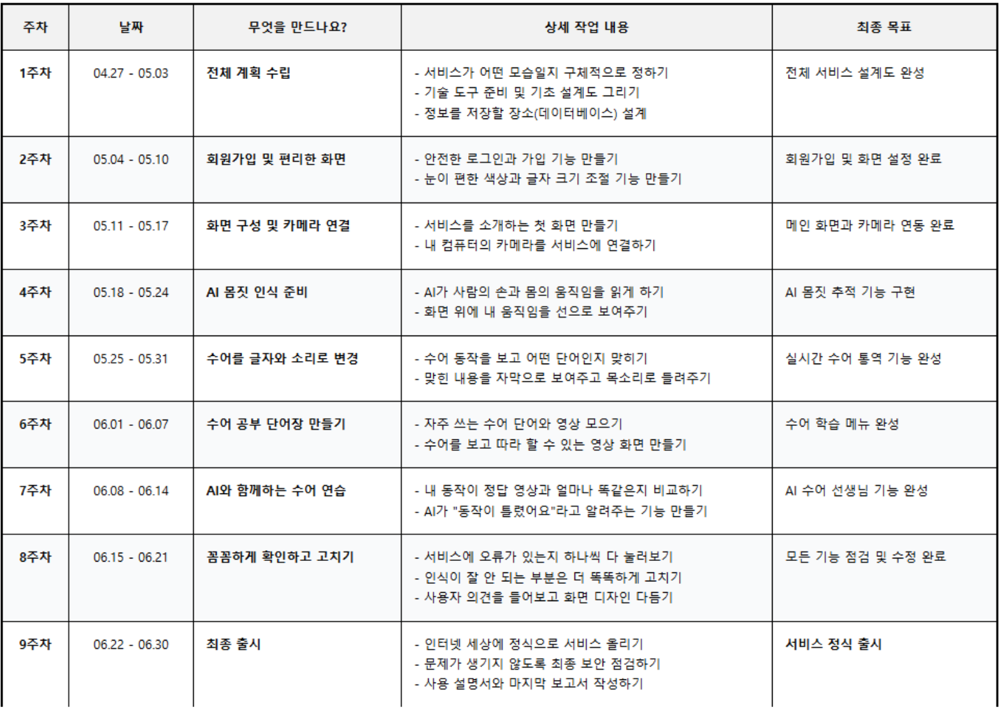 주차 날짜 무엇을 만드나요? 상세 작업 내용 최종 목표
1주차 04.27 - 05.03 전체 계획 수립 - 서비스가 어떤 모습일지 구체적으로 정하기 전체 서비스 설계도 완성
- 기술 도구 준비 및 기초 설계도 그리기
- 정보를 저장할 장소(데이터베이스) 설계
2주차 05.04 - 05.10 회원가입 및 편리한 화면 - 안전한 로그인과 가입 기능 만들기 회원가입 및 화면 설정 완료
- 눈이 편한 색상과 글자 크기 조절 기능 만들기
3주차 05.11 - 05.17 화면 구성 및 카메라 연결 - 서비스를 소개하는 첫 화면 만들기 메인 화면과 카메라 연동 완료
- 내 컴퓨터의 카메라를 서비스에 연결하기
4주차 05.18 - 05.24 AI 몸짓 인식 준비 - AI가 사람의 손과 몸의 움직임을 읽게 하기 AI 몸짓 추적 기능 구현
- 화면 위에 내 움직임을 선으로 보여주기
5주차 05.25 - 05.31 수어를 글자와 소리로 변경 - 수어 동작을 보고 어떤 단어인지 맞히기 실시간 수어 통역 기능 완성
- 맞힌 내용을 자막으로 보여주고 목소리로 들려주기
6주차 06.01 - 06.07 수어 공부 단어장 만들기 - 자주 쓰는 수어 단어와 영상 모으기 수어 학습 메뉴 완성
- 수어를 보고 따라 할 수 있는 영상 화면 만들기
7주차 06.08 - 06.14 AI와 함께하는 수어 연습 - 내 동작이 정답 영상과 얼마나 똑같은지 비교하기 AI 수어 선생님 기능 완성
- AI가 "동작이 틀렸어요"라고 알려주는 기능 만들기
8주차 06.15 - 06.21 꼼꼼하게 확인하고 고치기 - 서비스에 오류가 있는지 하나씩 다 눌러보기 모든 기능 점검 및 수정 완료
- 인식이 잘 안 되는 부분은 더 똑똑하게 고치기
- 사용자 의견을 들어보고 화면 디자인 다듬기
9주차 06.22 - 06.30 최종 출시 - 인터넷 세상에 정식으로 서비스 올리기 서비스 정식 출시
- 문제가 생기지 않도록 최종 보안 점검하기
- 사용 설명서와 마지막 보고서 작성하기